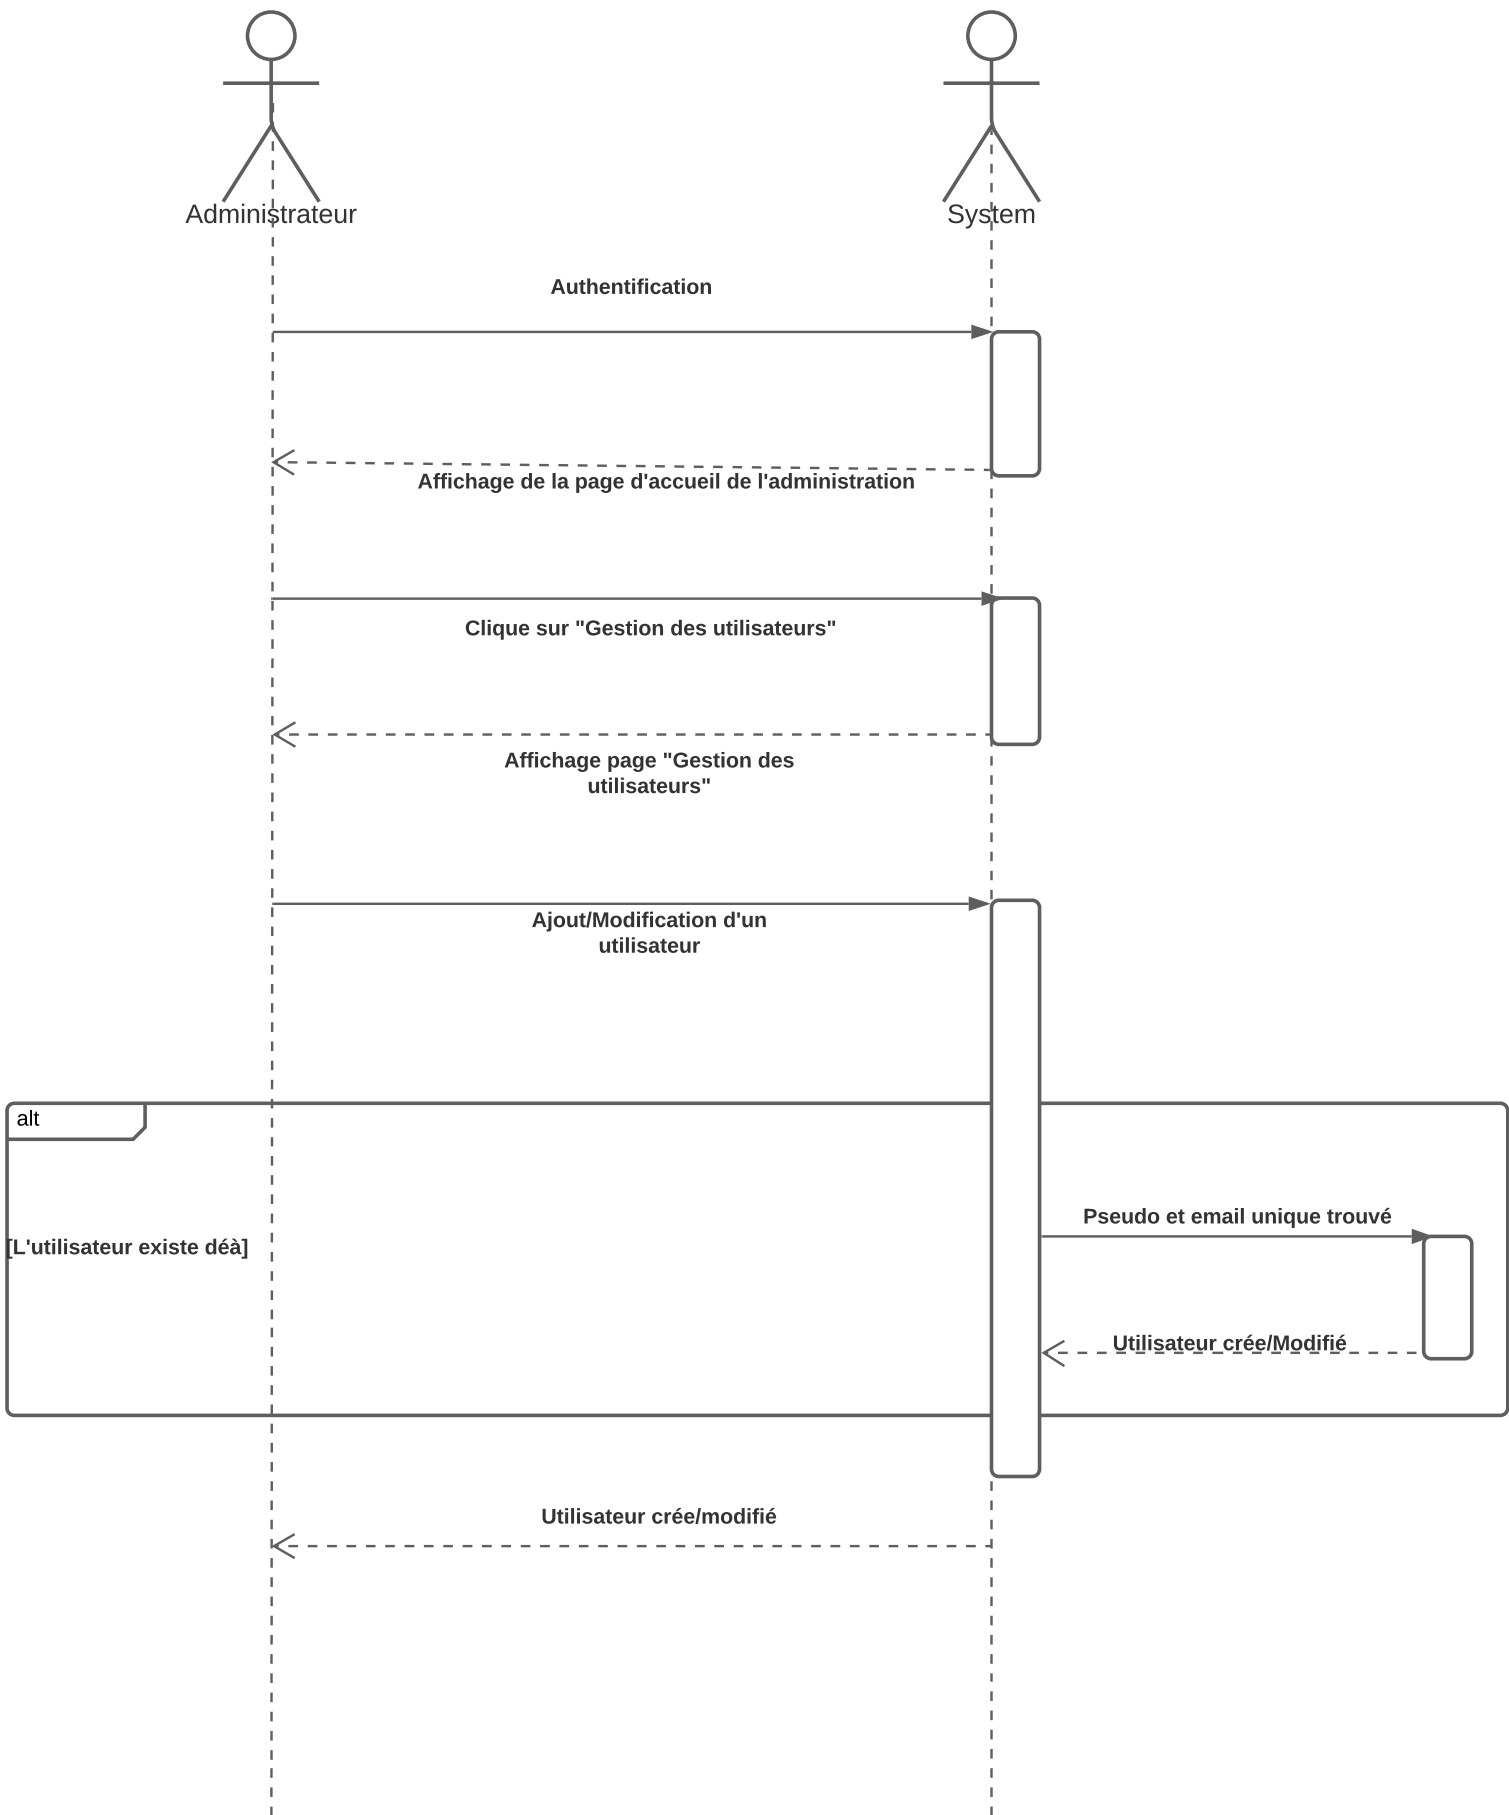 Administrateur
System
Authentification
Affichage de la page d'accueil de l'administration
Clique sur "Gestion des utilisateurs"
Affichage page "Gestion des
utilisateurs"
Ajout/Modification d'un
utilisateur
alt
Pseudo et email unique trouvé
[L'utilisateur existe déà]
Utilisateur crée/Modifié
Utilisateur crée/modifié